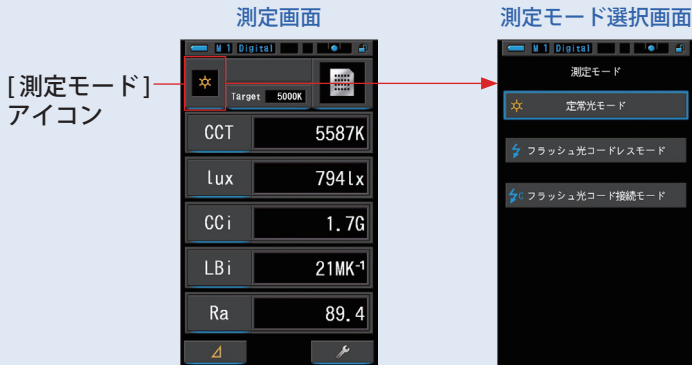 測定画面
測定モード選択画面
M 1 Digital
M 1 Digital
[測定モード]
アイコン
Target 5000K
測定モード
定常光モード
フラッシュ光コードレスモード
C フラッシュ光コード接続モード
CCT 5587K
lux 794lx
CCi 1.7G
LBi 21MK⁻¹
Ra 89.4